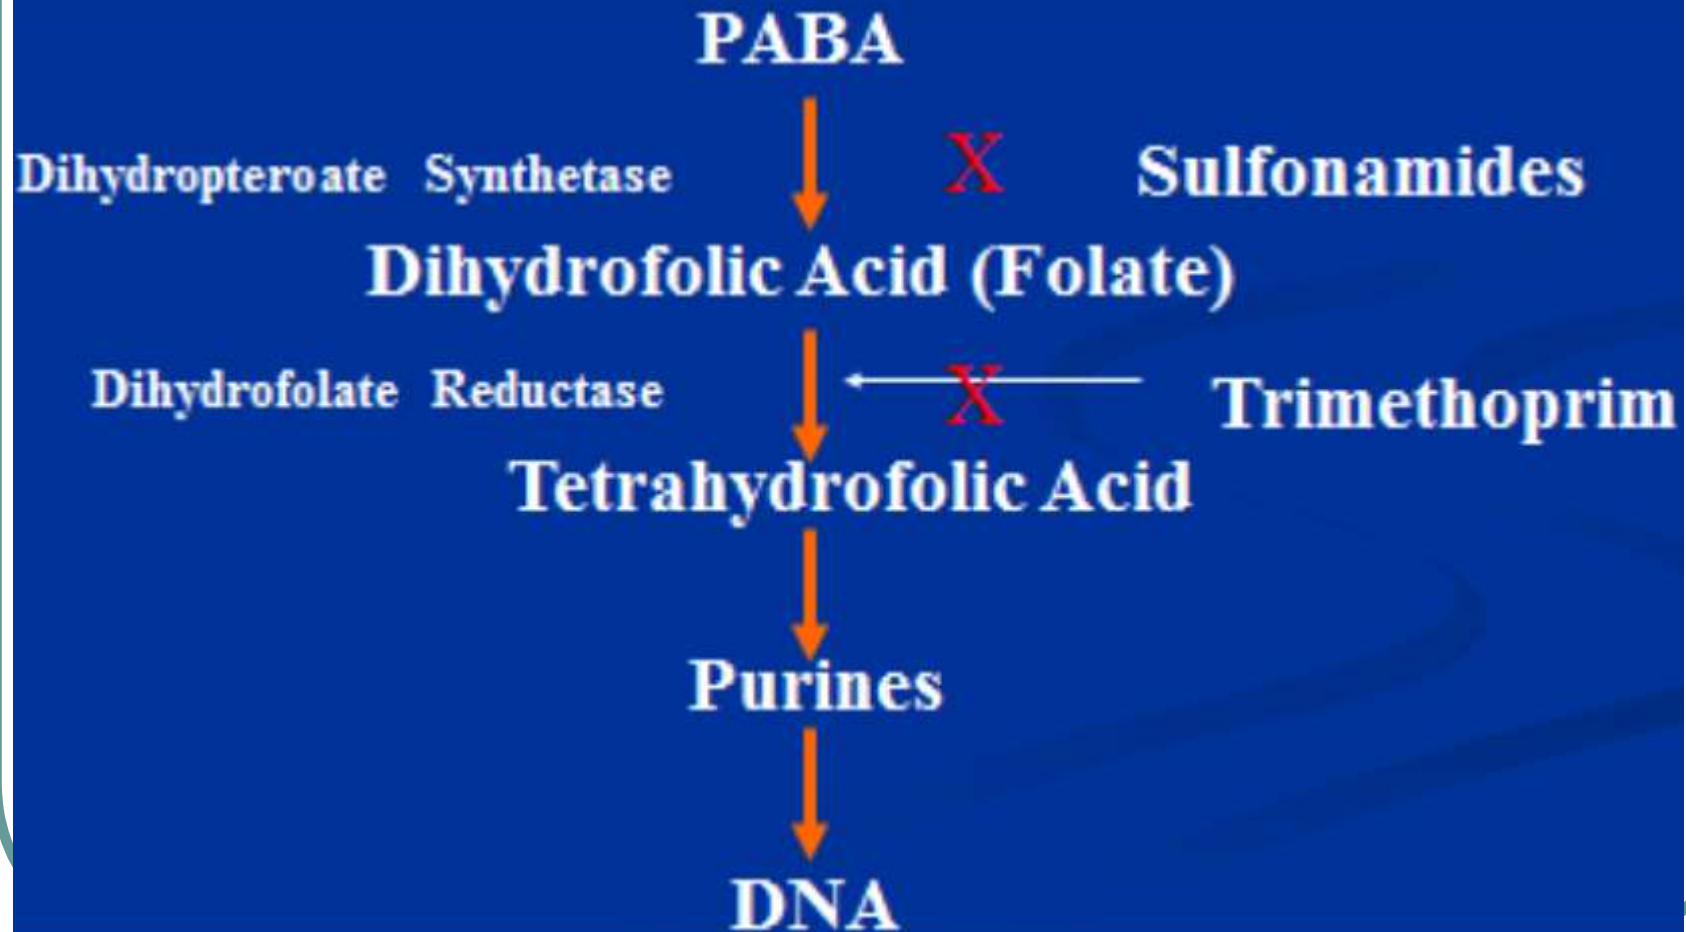 PABA
Dihydropteroate Synthetase X Sulfonamides
Dihydrofolic Acid (Folate)
Dihydrofolate Reductase X Trimethoprim
Tetrahydrofolic Acid
Purines
DNA